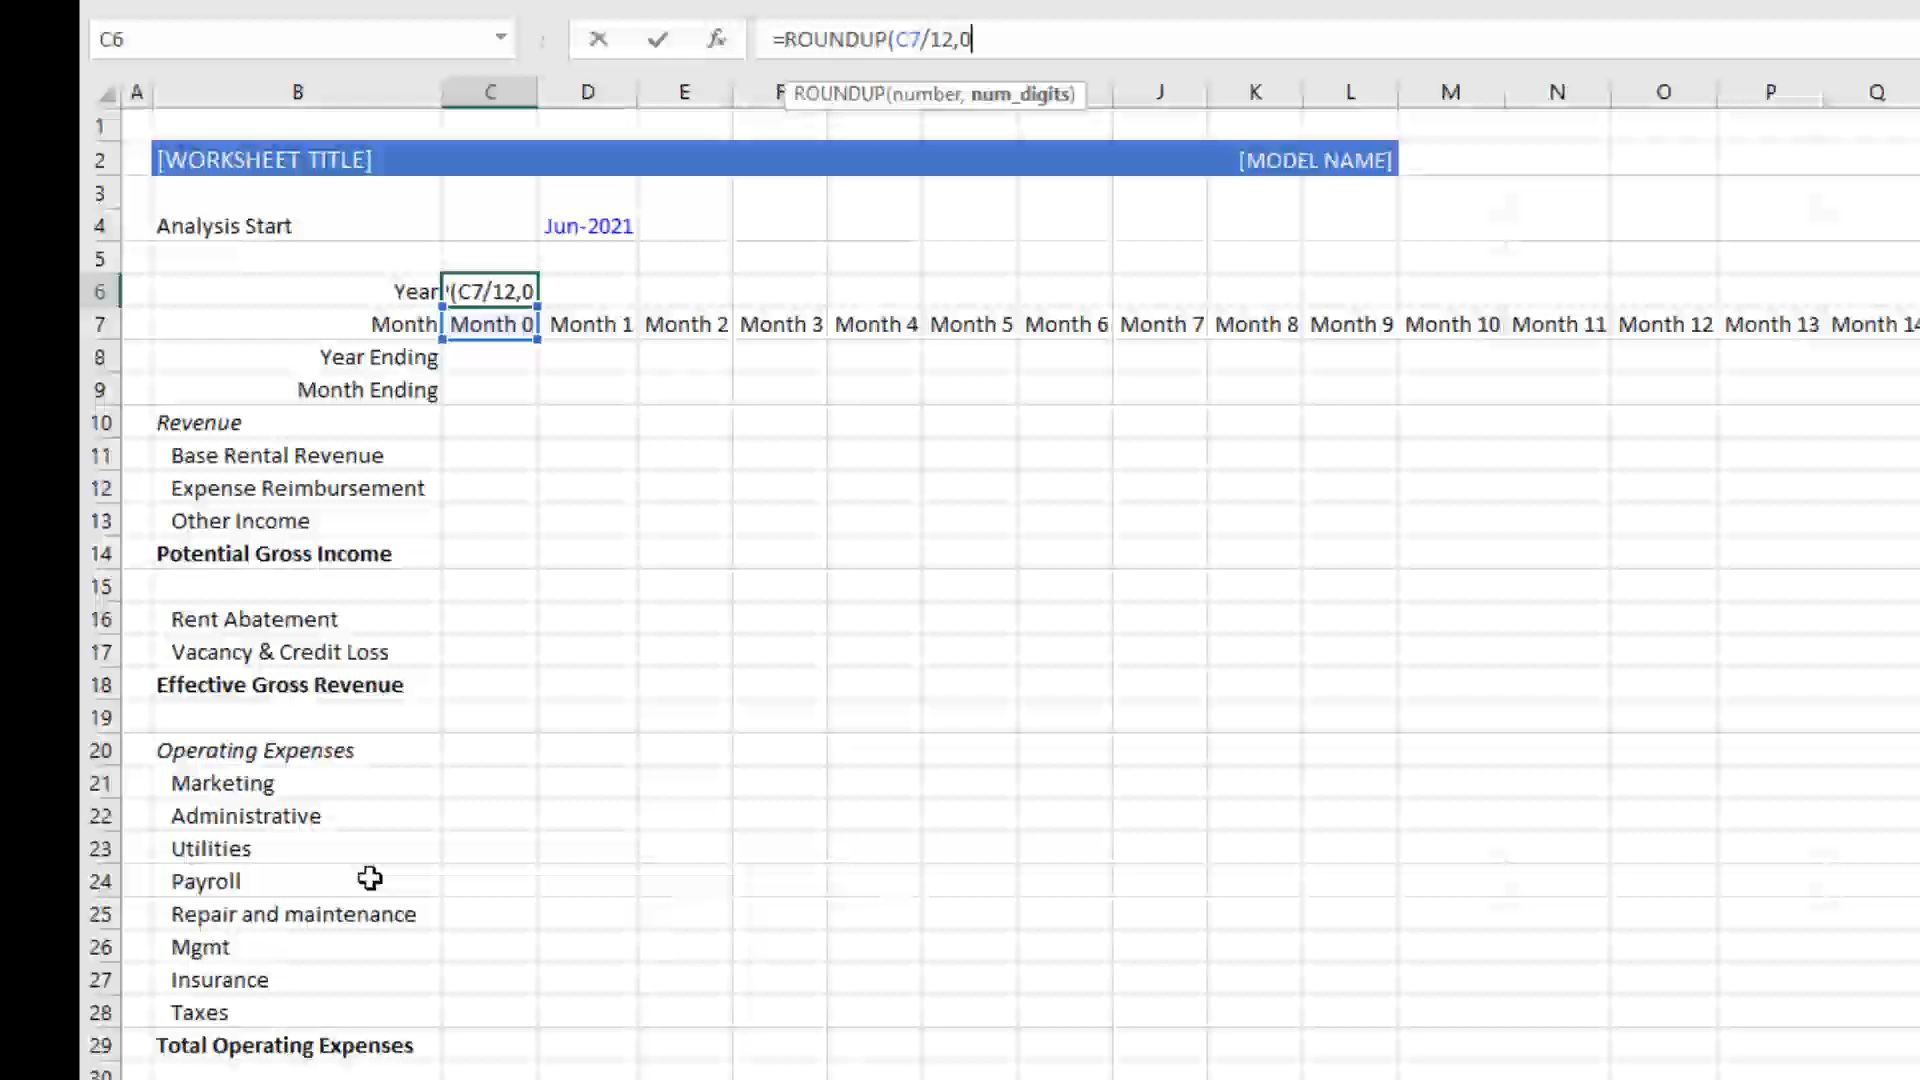 C6 =ROUNDUP(C7/12,0
ROUNDUP(number, num_digits)
A B C D E F J K L M N O P Q
1
2 [WORKSHEET TITLE] [MODEL NAME]
3
4 Analysis Start Jun-2021
5
6 Year (C7/12,0
7 Month Month 0 Month 1 Month 2 Month 3 Month 4 Month 5 Month 6 Month 7 Month 8 Month 9 Month 10 Month 11 Month 12 Month 13 Month 14
8 Year Ending
9 Month Ending
10 Revenue
11 Base Rental Revenue
12 Expense Reimbursement
13 Other Income
14 Potential Gross Income
15
16 Rent Abatement
17 Vacancy & Credit Loss
18 Effective Gross Revenue
19
20 Operating Expenses
21 Marketing
22 Administrative
23 Utilities
24 Payroll
25 Repair and maintenance
26 Mgmt
27 Insurance
28 Taxes
29 Total Operating Expenses
30